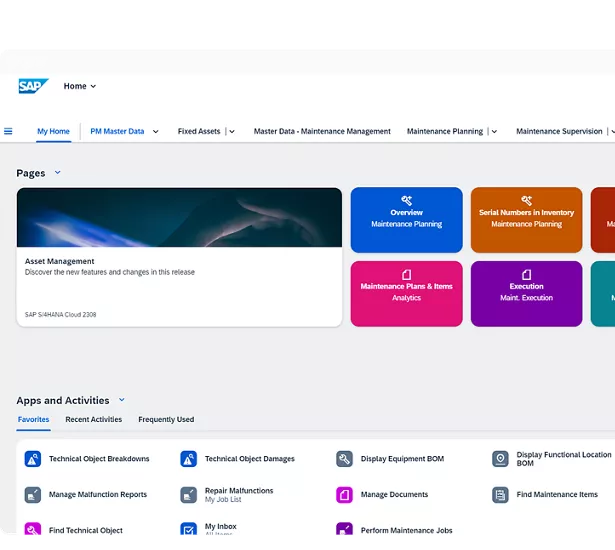 SAP Home
My Home PM Master Data Fixed Assets Master Data - Maintenance Management Maintenance Planning Maintenance Supervision
Pages
Asset Management
Discover the new features and changes in this release
SAP S/4HANA Cloud 2308
Overview
Maintenance Planning
Serial Numbers in Inventory
Maintenance Planning
Ma
Maintenance Plans & Items
Analytics
Execution
Maint. Execution
M
Apps and Activities
Favorites Recent Activities Frequently Used
Technical Object Breakdowns
Technical Object Damages
Display Equipment BOM
Display Functional Location
BOM
Manage Malfunction Reports
Repair Malfunctions
My Job List
Manage Documents
Find Maintenance Items
Find Technical Object
My Inbox
All Items
Perform Maintenance Jobs